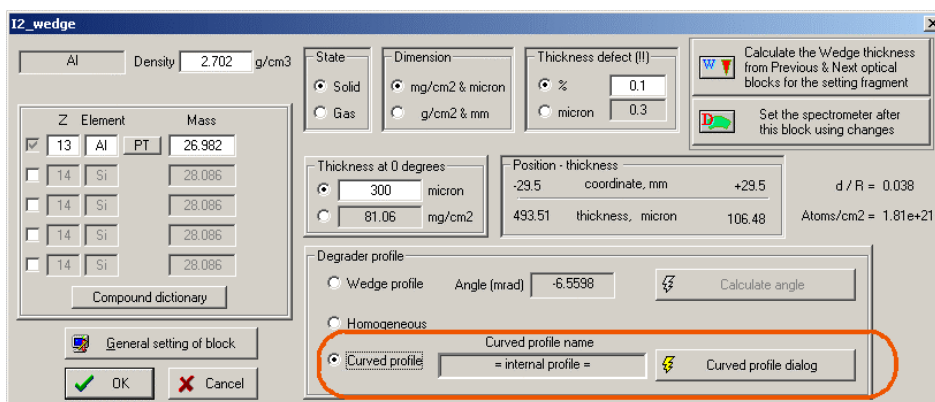 I2_wedge
Al Density 2.702 g/cm3
Z Element Mass
13 Al PT 26.982
14 Si 28.086
14 Si 28.086
14 Si 28.086
14 Si 28.086
Compound dictionary
General setting of block
OK Cancel
State
Solid
Gas
Dimension
mg/cm2 & micron
g/cm2 & mm
Thickness defect (!!)
% 0.1
micron 0.3
W
Calculate the Wedge thickness
from Previous & Next optical
blocks for the setting fragment
D
Set the spectrometer after
this block using changes
Thickness at 0 degrees
300 micron
81.06 mg/cm2
Position - thickness
-29.5 coordinate, mm +29.5
493.51 thickness, micron 106.48
d / R = 0.038
Atoms/cm2 = 1.81e+21
Degrader profile
Wedge profile Angle (mrad) -6.5598 Calculate angle
Homogeneous
Curved profile name
Curved profile = internal profile = Curved profile dialog